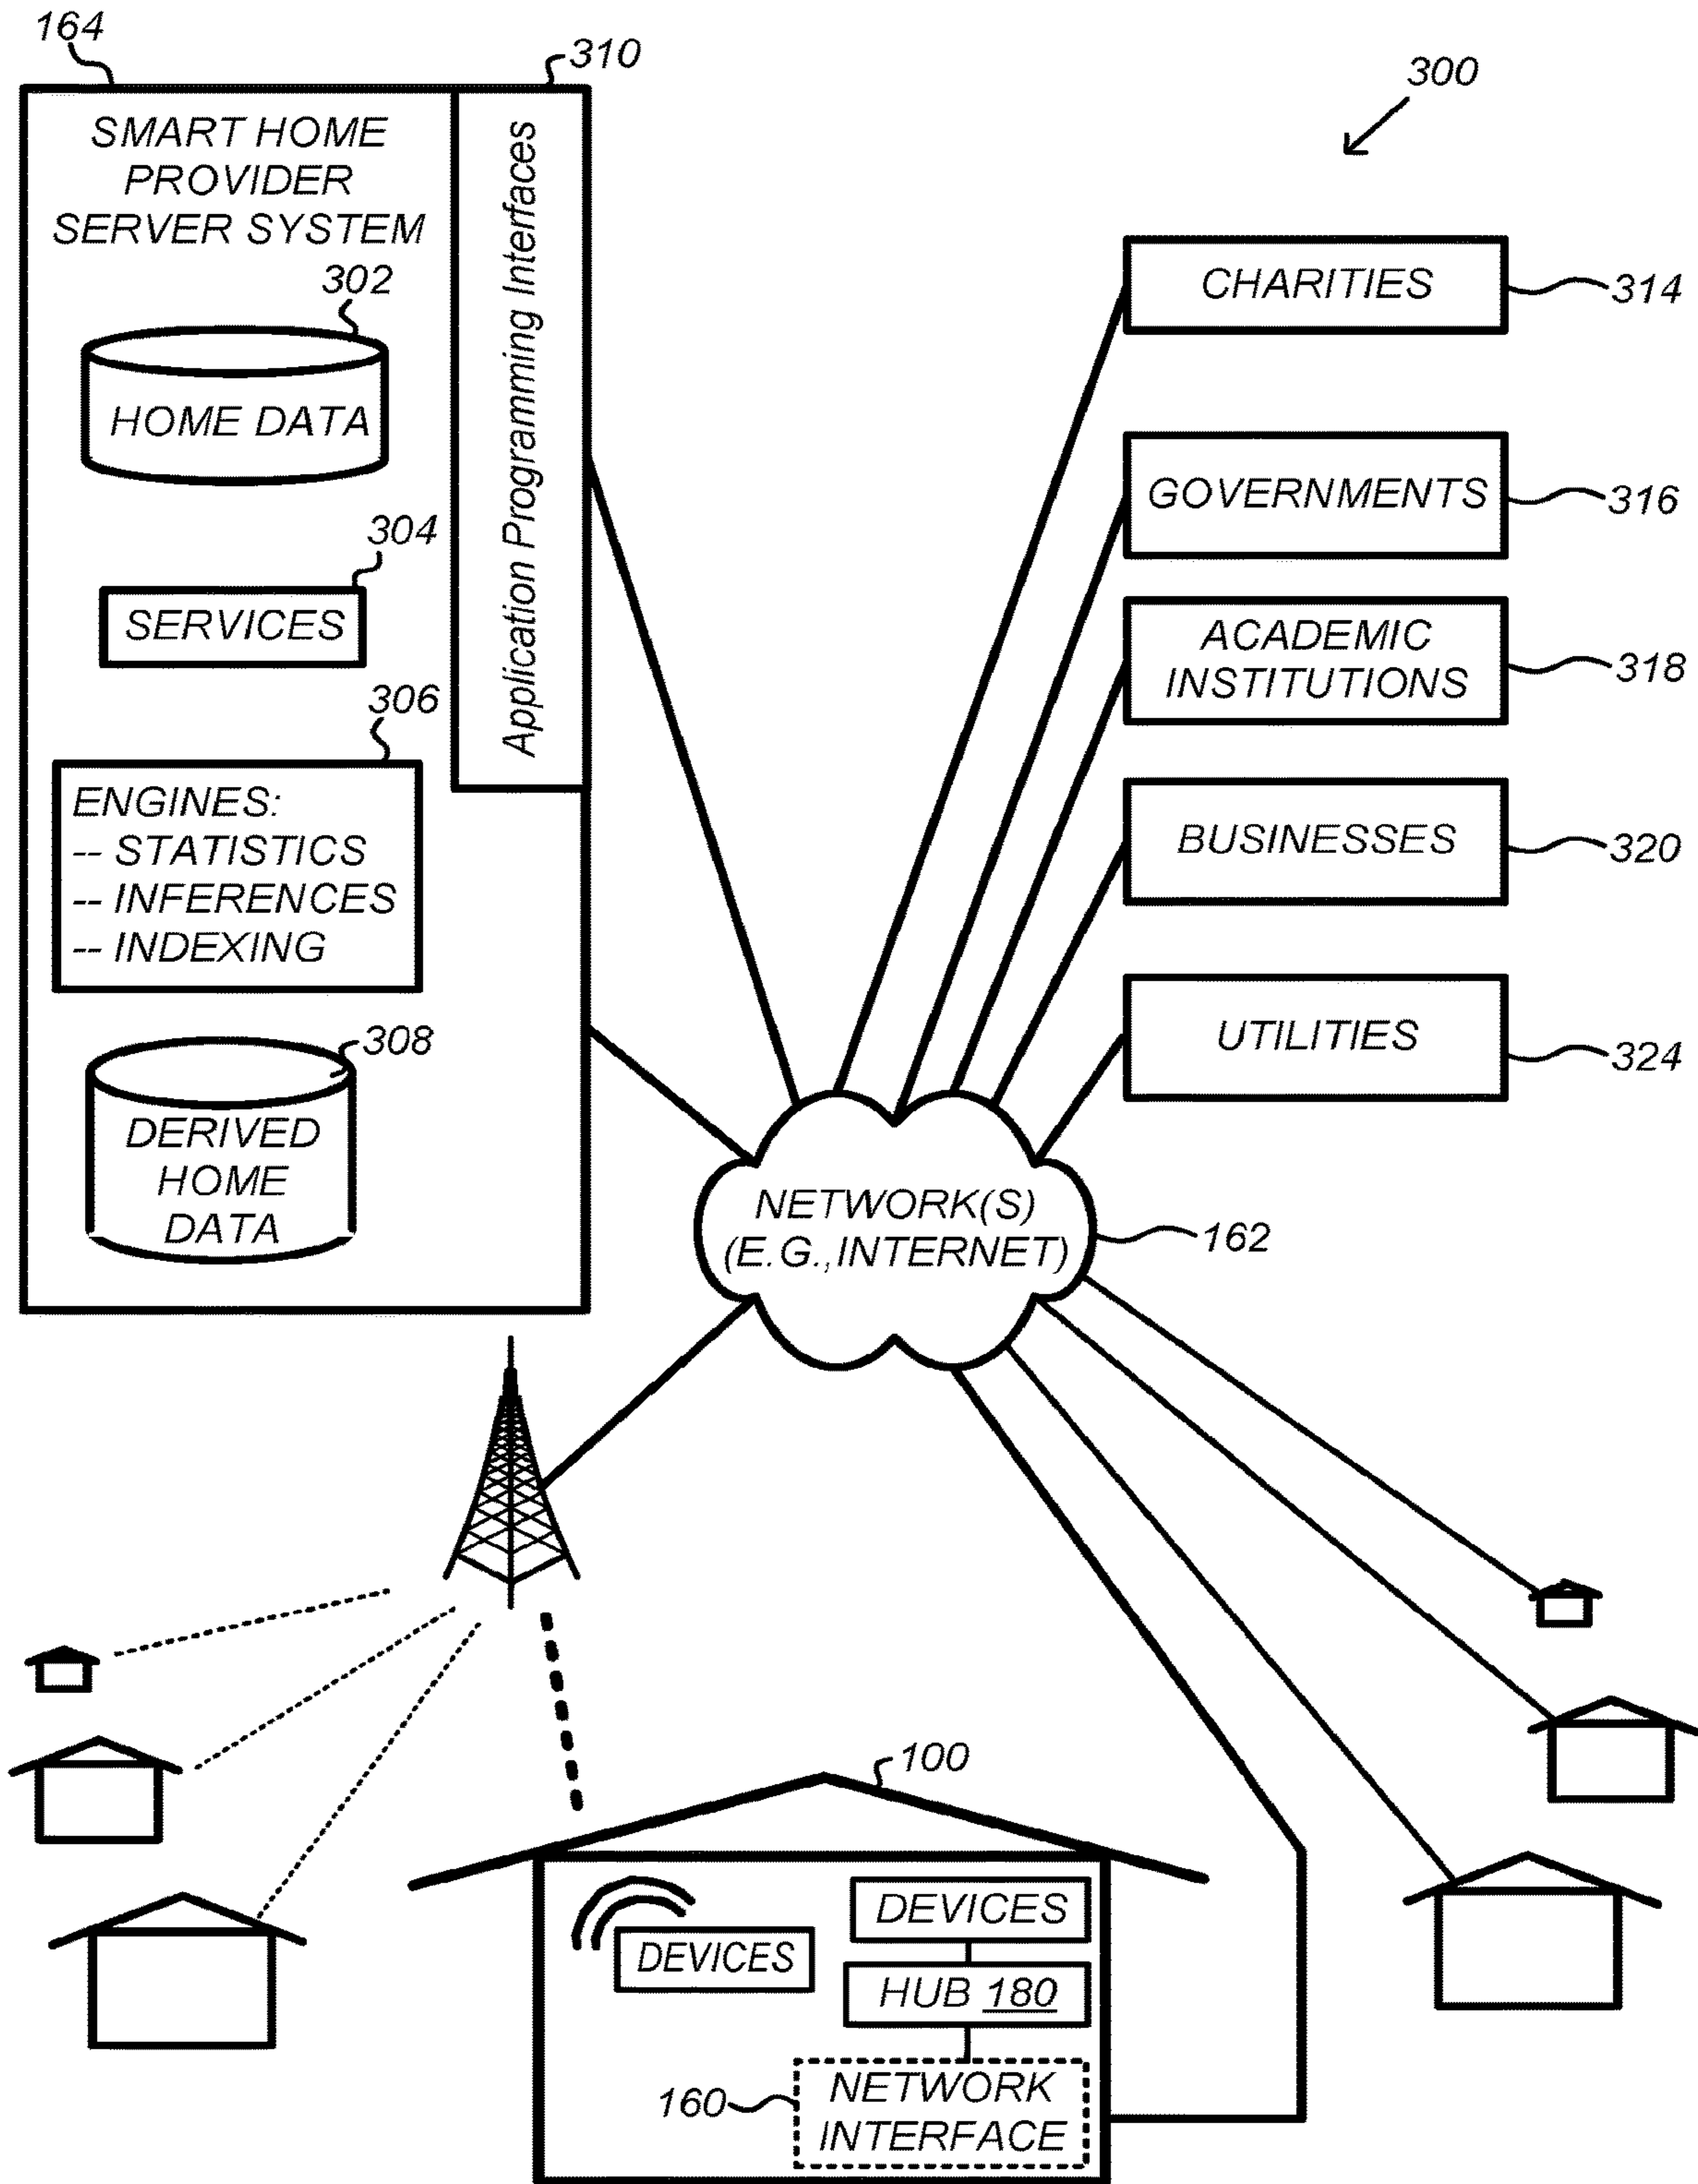 164
310
300
SMART HOME
PROVIDER
SERVER SYSTEM
Application Programming Interfaces
302
HOME DATA
304
SERVICES
306
ENGINES:
-- STATISTICS
-- INFERENCES
-- INDEXING
308
DERIVED
HOME
DATA
CHARITIES
314
GOVERNMENTS
316
ACADEMIC
INSTITUTIONS
318
BUSINESSES
320
UTILITIES
324
NETWORK(S)
(E.G.,INTERNET)
162
100
DEVICES
DEVICES
HUB 180
160
NETWORK
INTERFACE